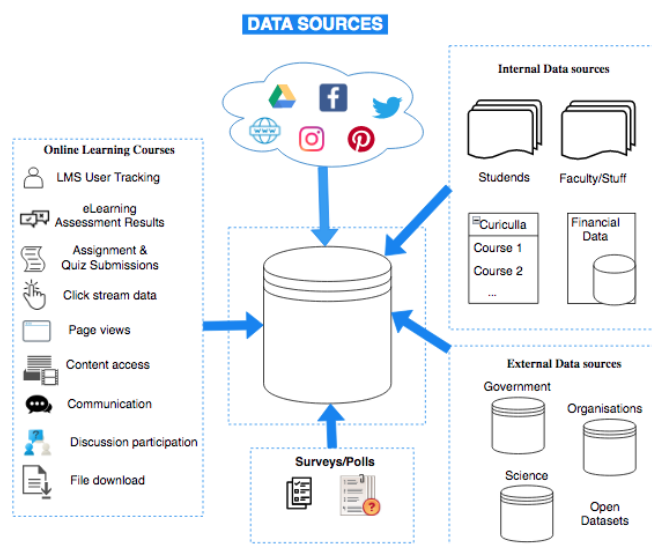 DATA SOURCES
WWW
Online Learning Courses
LMS User Tracking
eLearning
Assessment Results
Assignment &
Quiz Submissions
Click stream data
Page views
Content access
Communication
Discussion participation
File download
Surveys/Polls
Internal Data sources
Studends
Faculty/Stuff
Curiculla
Course 1
Course 2
...
Financial
Data
External Data sources
Government
Organisations
Science
Open
Datasets